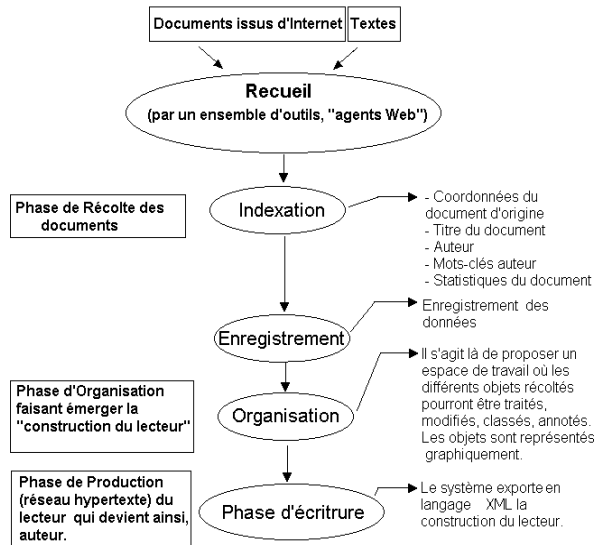 Documents issus d'Internet
Textes
Recueil
(par un ensemble d'outils, "agents Web")
Phase de Récolte des
documents
Indexation
- Coordonnées du
document d'origine
- Titre du document
- Auteur
- Mots-clés auteur
- Statistiques du document
Enregistrement
Enregistrement des
données
Phase d'Organisation
faisant émerger la
"construction du lecteur"
Organisation
Il s'agit là de proposer un
espace de travail où les
différents objets récoltés
pourront être traités,
modifiés, classés, annotés.
Les objets sont représentés
graphiquement.
Phase de Production
(réseau hypertexte) du
lecteur qui devient ainsi,
auteur.
Phase d'écritrure
Le système exporte en
langage XML la
construction du lecteur.